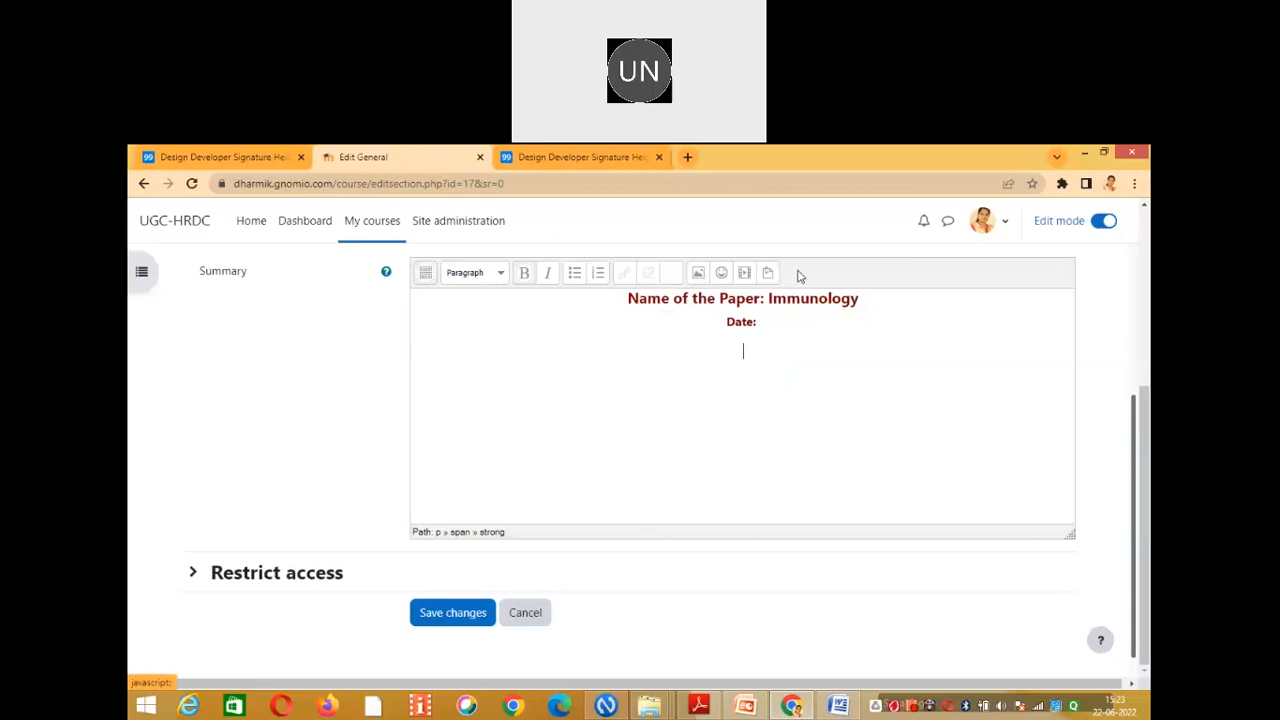 UN
Design Developer Signature He
Edit General
Design Developer Signature He
dharmik.gnomio.com/course/editsection.php?id=17&sr=0
UGC-HRDC Home Dashboard My courses Site administration Edit mode
Summary
Paragraph B I
Name of the Paper: Immunology
Date:
Path: p » span » strong
Restrict access
Save changes Cancel
?
javascript:
15:23
22-06-2022